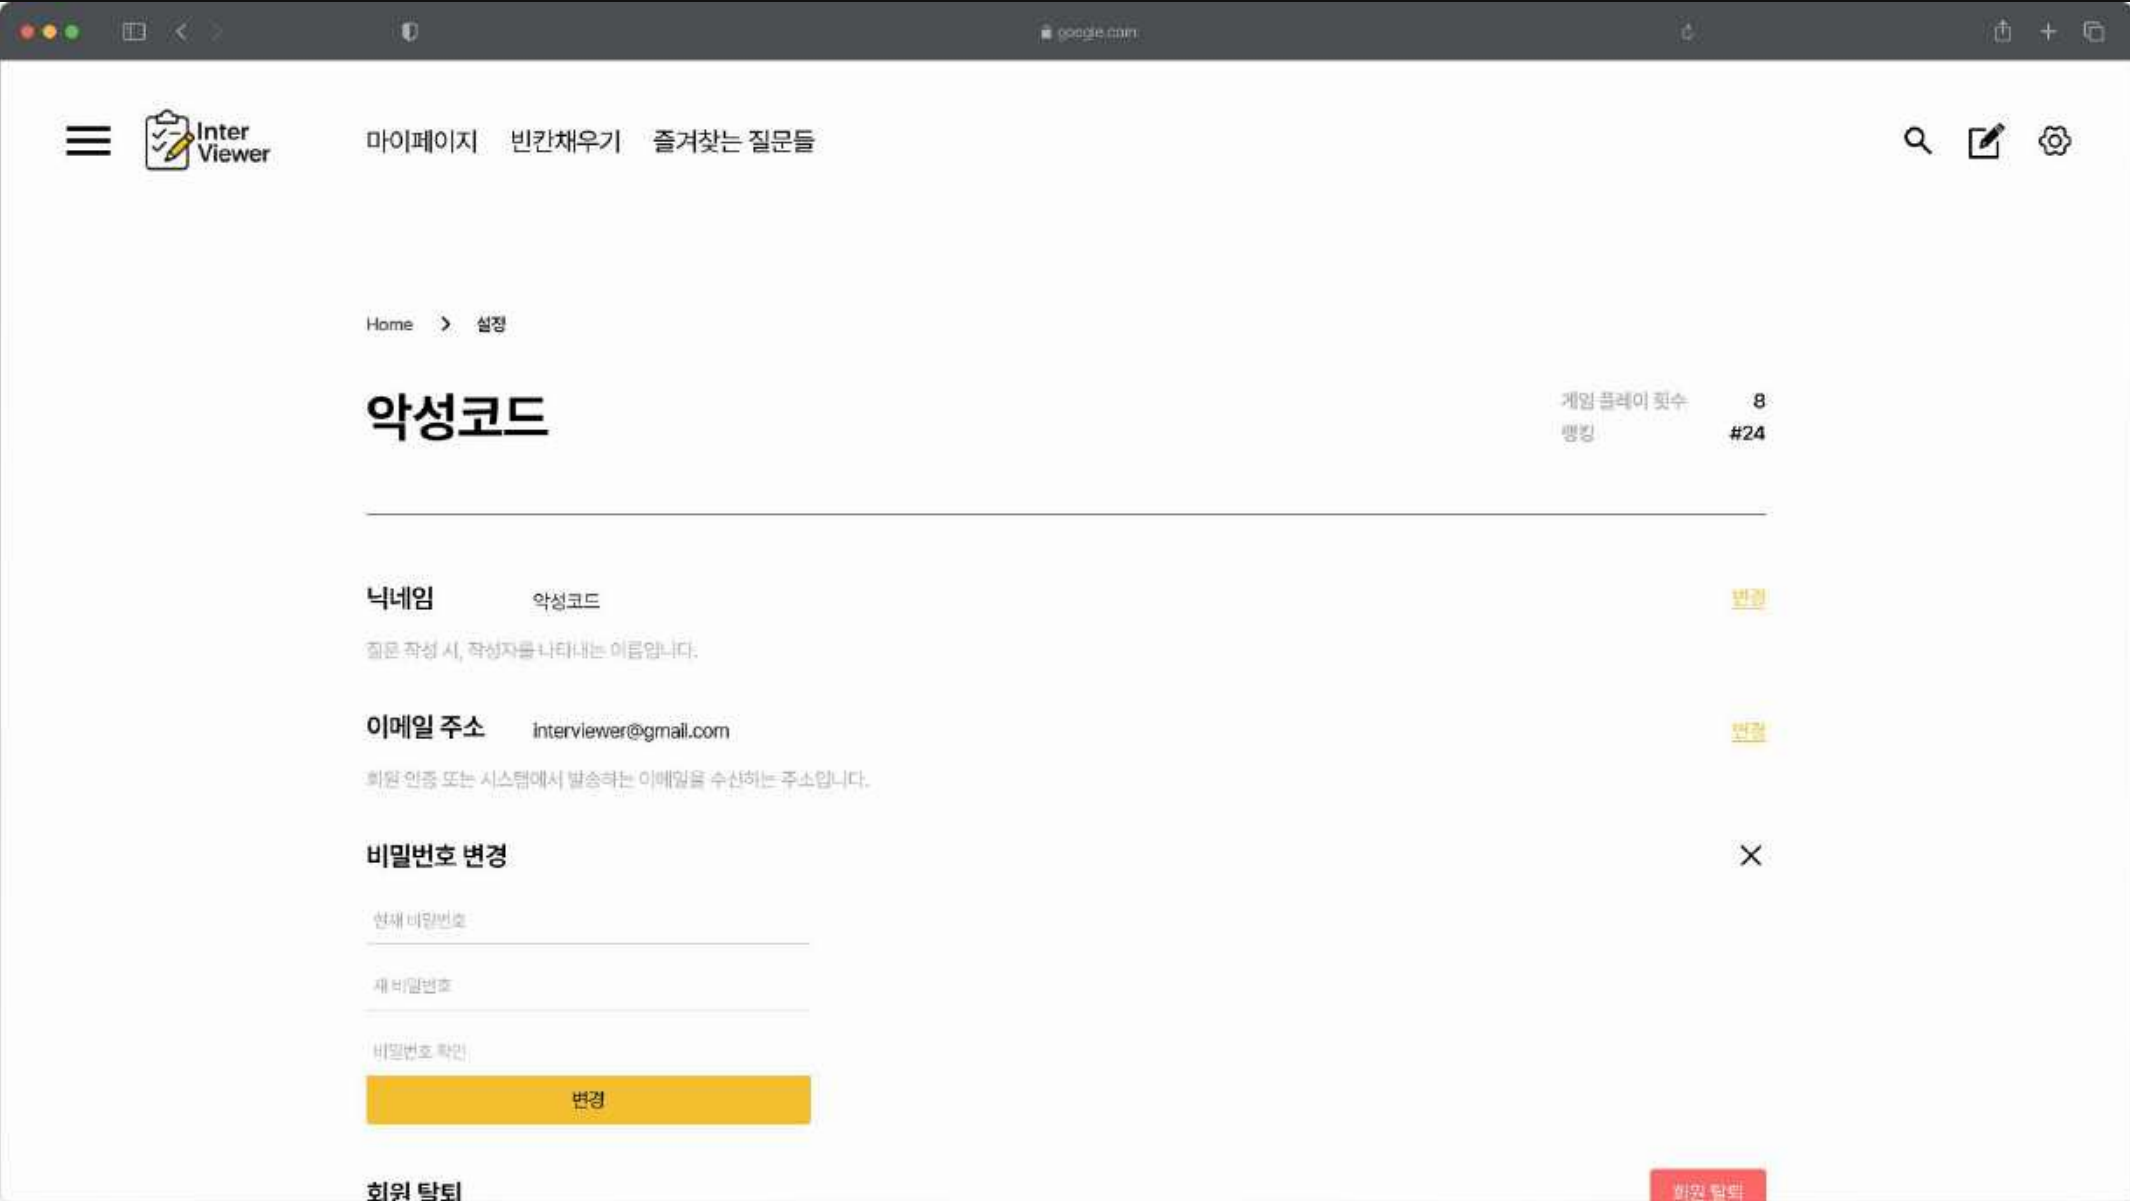 google.com
Inter
Viewer
마이페이지 빈칸채우기 즐겨찾는 질문들
Home > 설정
악성코드
게임 플레이 횟수 8
랭킹 #24
닉네임 악성코드 변경
질문 작성 시, 작성자를 나타내는 이름입니다.
이메일 주소 interviewer@gmail.com 변경
회원 인증 또는 시스템에서 발송하는 이메일을 수신하는 주소입니다.
비밀번호 변경
현재 비밀번호
새 비밀번호
비밀번호 확인
변경
회원 탈퇴 회원 탈퇴